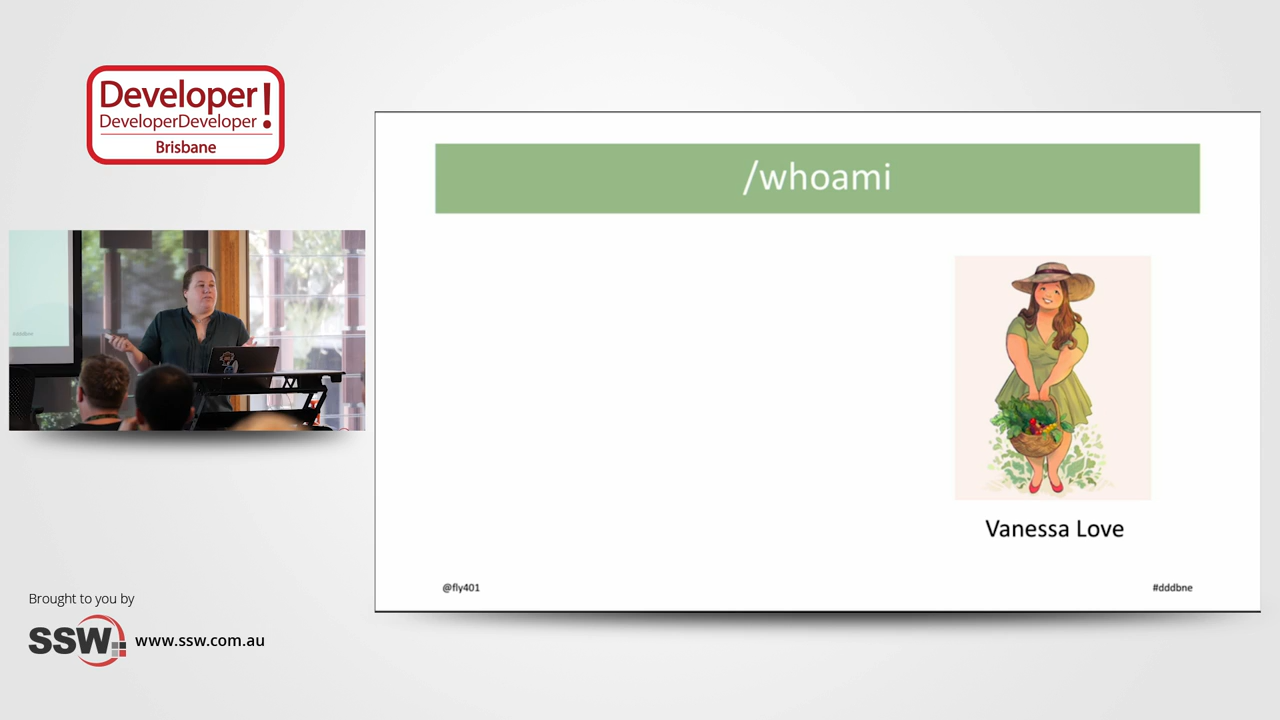 Developer!
DeveloperDeveloper
Brisbane
/whoami
Vanessa Love
@fly401
#dddbne
Brought to you by
SSW
www.ssw.com.au